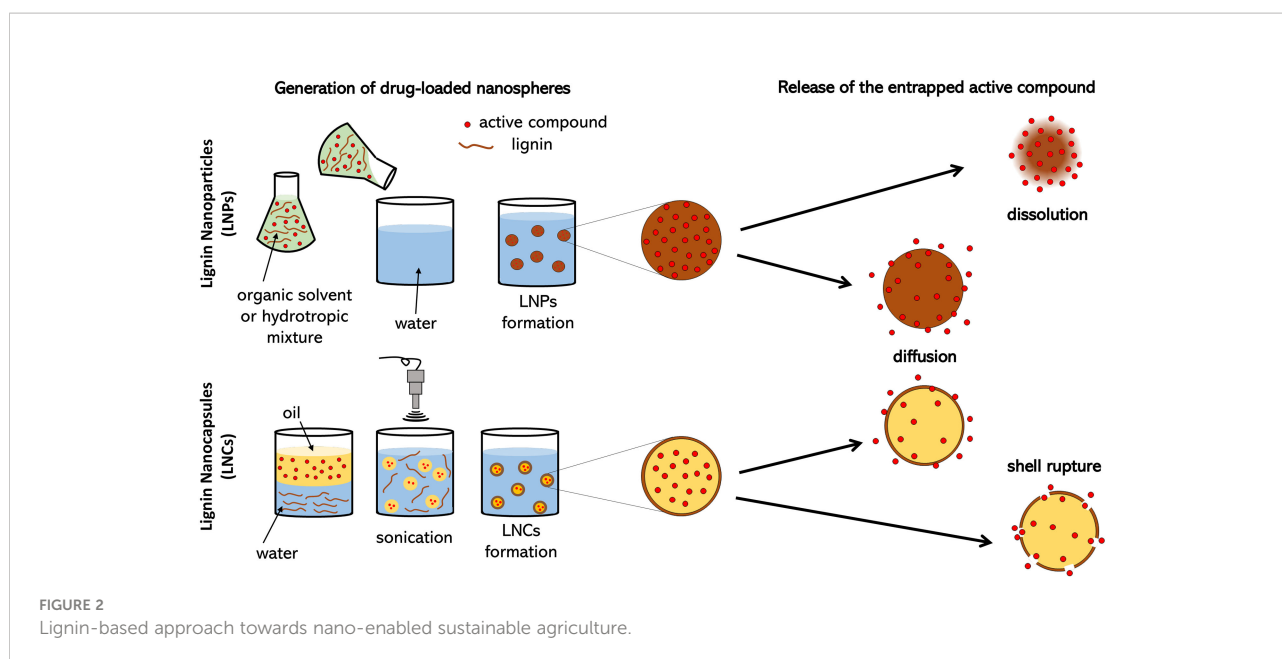 Generation of drug-loaded nanospheres
Release of the entrapped active compound
active compound
lignin
Lignin Nanoparticles
(LNPs)
organic solvent
or hydrotropic
mixture
water
LNPs
formation
dissolution
diffusion
Lignin Nanocapsules
(LNCs)
oil
water
sonication
LNCs
formation
shell rupture
FIGURE 2
Lignin-based approach towards nano-enabled sustainable agriculture.